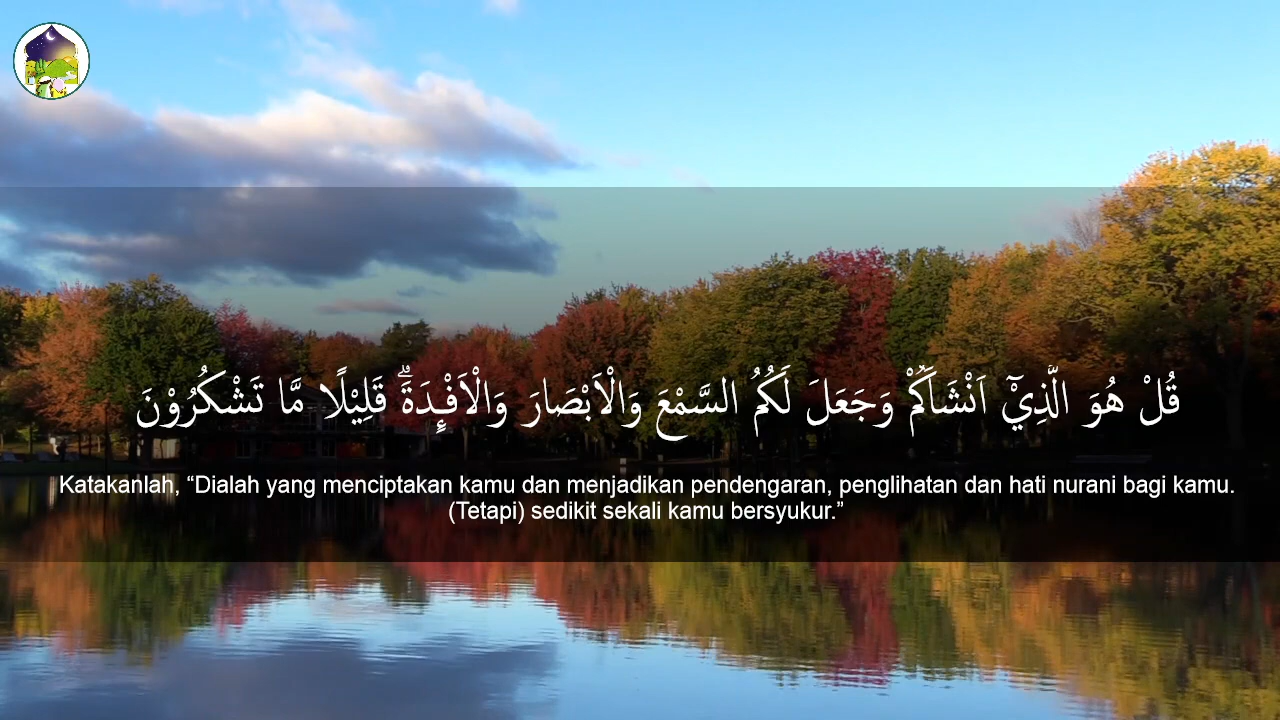 قُلْ هُوَ الَّذِيْٓ اَنْشَاَكُمْ وَجَعَلَ لَكُمُ السَّمْعَ وَالْاَبْصَارَ وَالْاَفْـِٕدَةَۗ قَلِيْلًا مَّا تَشْكُرُوْنَ
Katakanlah, “Dialah yang menciptakan kamu dan menjadikan pendengaran, penglihatan dan hati nurani bagi kamu.
(Tetapi) sedikit sekali kamu bersyukur.”